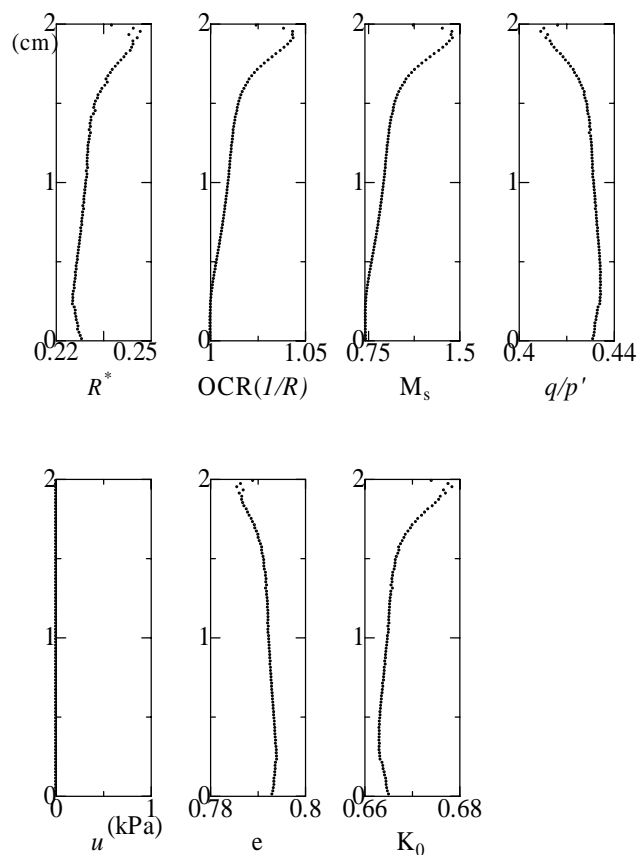 2 2 2 2
(cm)
1 1 1 1
0 0 0 0
0.22 0.25 1 1.05 0.75 1.5 0.4 0.44
R* OCR(1/R) Ms q/p'
2 2 2
1 1 1
0 0 0
0 1 0.78 0.8 0.66 0.68
u (kPa) e K0